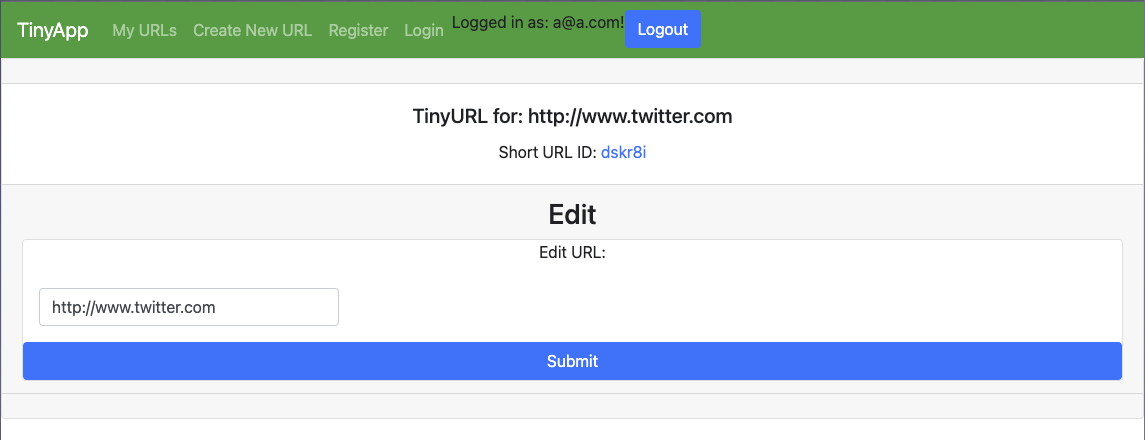 TinyApp My URLs Create New URL Register Login Logged in as: a@a.com! Logout
TinyURL for: http://www.twitter.com
Short URL ID: dskr8i
Edit
Edit URL:
http://www.twitter.com
Submit